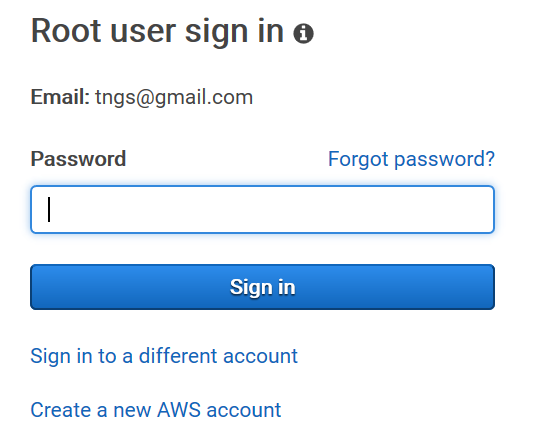 Root user sign in
Email: tngs@gmail.com
Password Forgot password?
Sign in
Sign in to a different account
Create a new AWS account